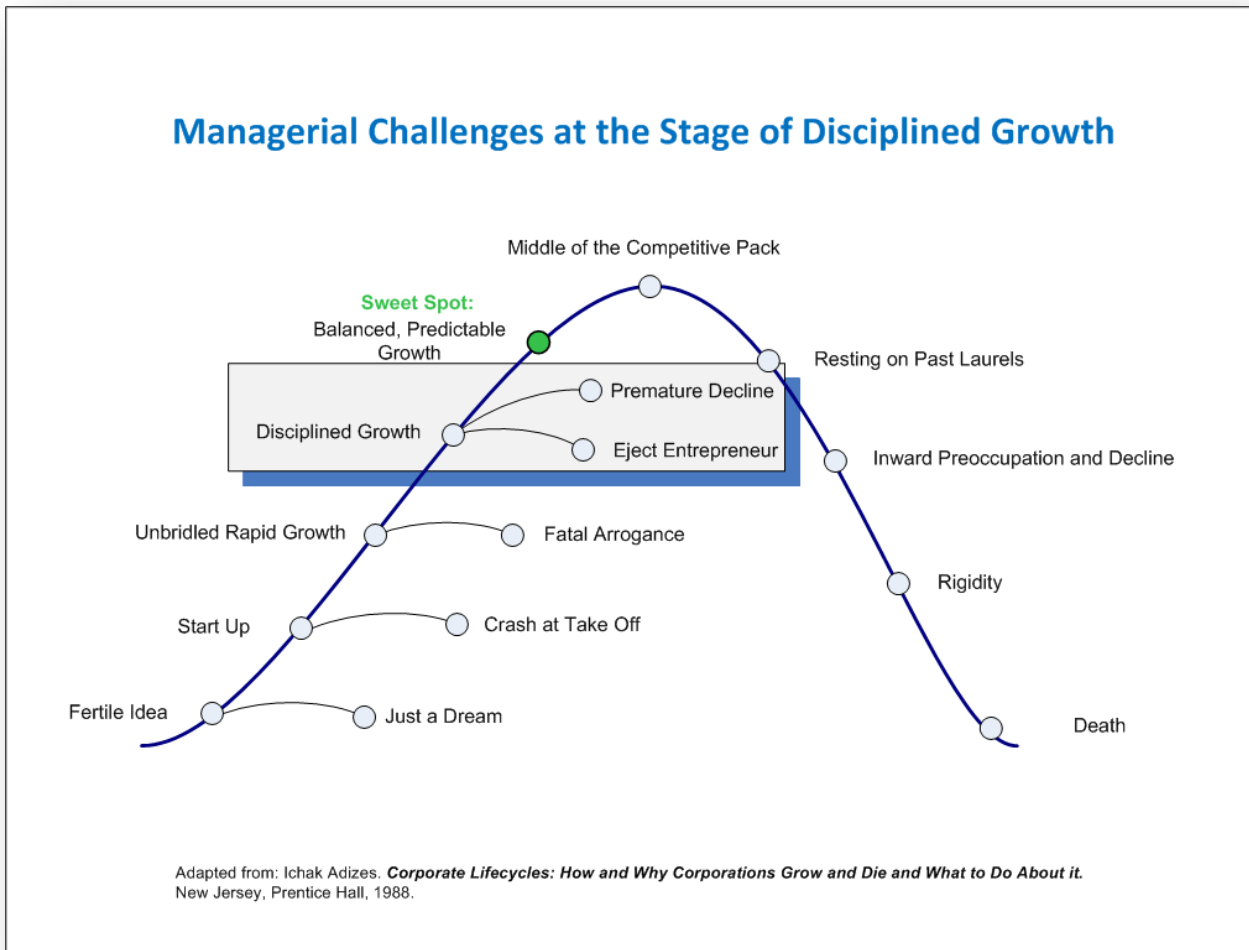 Managerial Challenges at the Stage of Disciplined Growth
Middle of the Competitive Pack
Sweet Spot:
Balanced, Predictable
Growth
Resting on Past Laurels
Premature Decline
Disciplined Growth
Eject Entrepreneur
Inward Preoccupation and Decline
Unbridled Rapid Growth
Fatal Arrogance
Rigidity
Start Up
Crash at Take Off
Fertile Idea
Just a Dream
Death
Adapted from: Ichak Adizes. Corporate Lifecycles: How and Why Corporations Grow and Die and What to Do About it.
New Jersey, Prentice Hall, 1988.